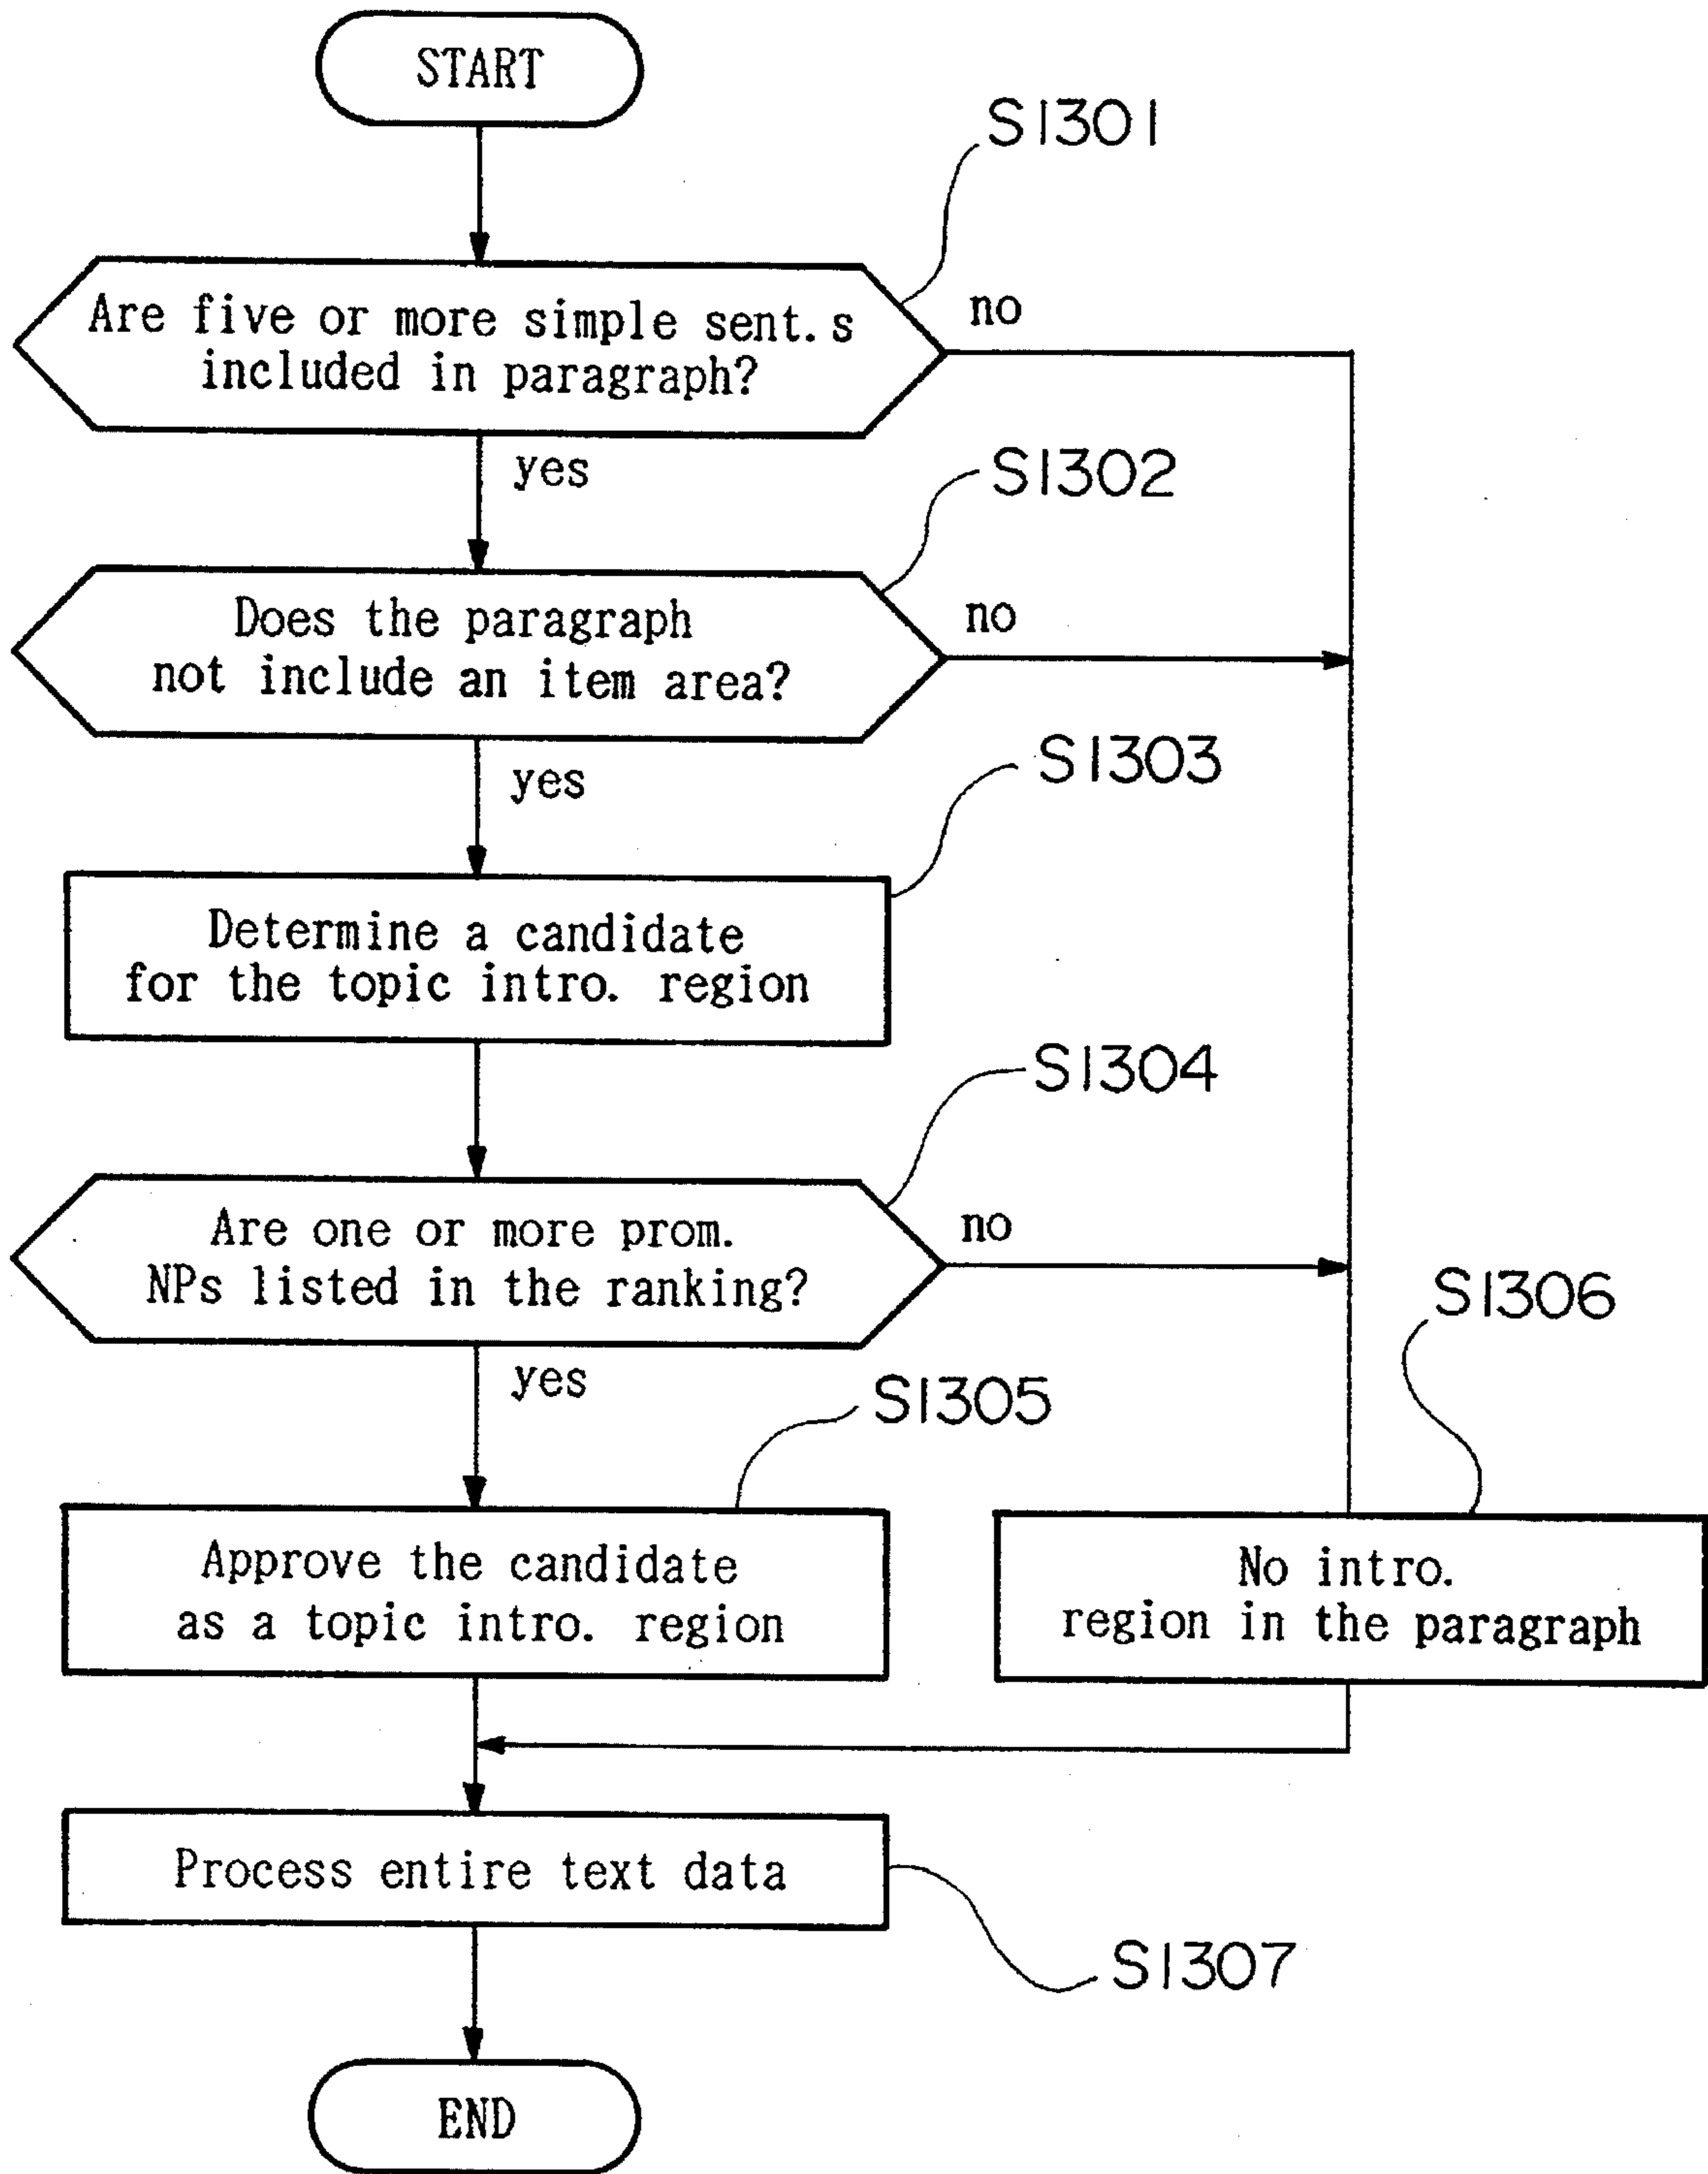 START
S1301
Are five or more simple sent.s
included in paragraph?
no
yes
S1302
Does the paragraph
not include an item area?
no
yes
S1303
Determine a candidate
for the topic intro. region
S1304
Are one or more prom.
NPs listed in the ranking?
no
yes
S1305
Approve the candidate
as a topic intro. region
S1306
No intro.
region in the paragraph
Process entire text data
S1307
END